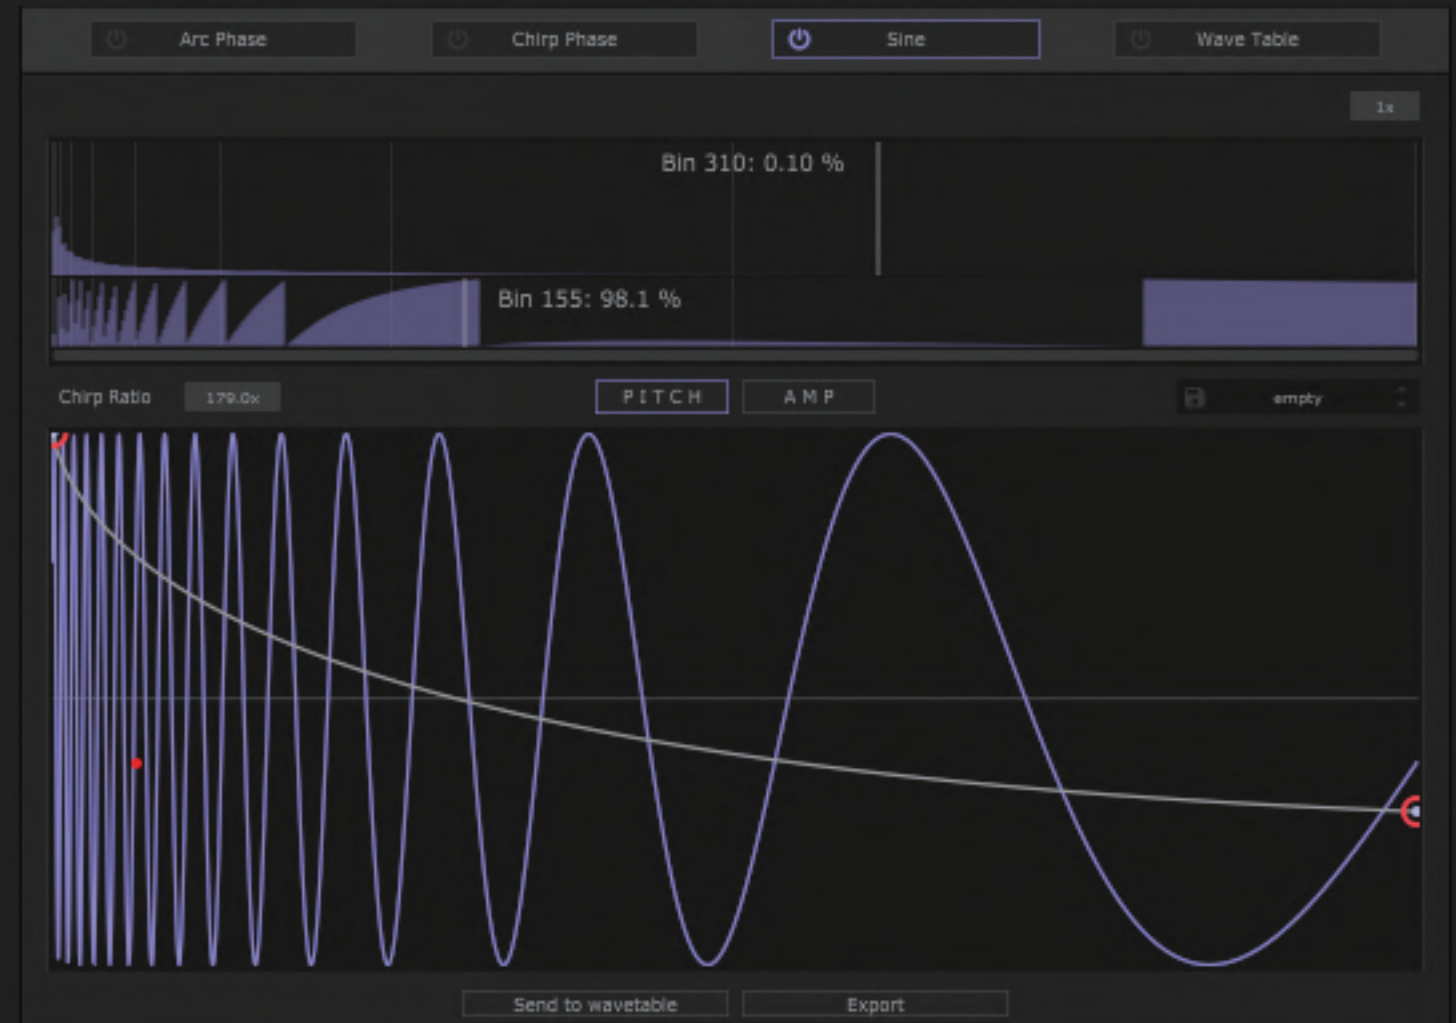 Arc Phase
Chirp Phase
Sine
Wave Table
1x
Bin 310: 0.10 %
Bin 155: 98.1 %
Chirp Ratio
179.0x
PITCH
AMP
empty
Send to wavetable
Export